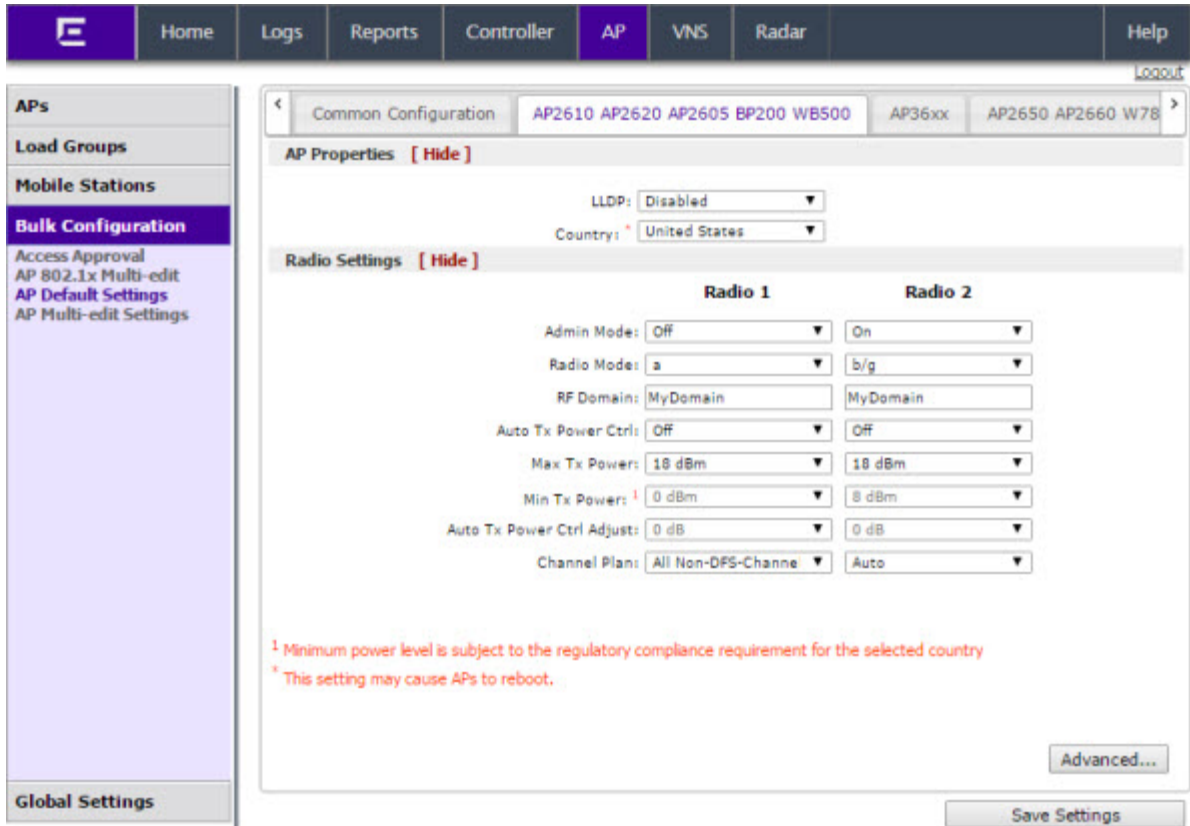 Home Logs Reports Controller AP VNS Radar Help
Logout
APs
Load Groups
Mobile Stations
Bulk Configuration
Access Approval
AP 802.1x Multi-edit
AP Default Settings
AP Multi-edit Settings
Global Settings
Common Configuration AP2610 AP2620 AP2605 BP200 WB500 AP36xx AP2650 AP2660 W78
AP Properties [ Hide ]
LLDP: Disabled
Country: * United States
Radio Settings [ Hide ]
Radio 1 Radio 2
Admin Mode: Off On
Radio Mode: a b/g
RF Domain: MyDomain MyDomain
Auto Tx Power Ctrl: Off Off
Max Tx Power: 18 dBm 18 dBm
Min Tx Power: 1 0 dBm 8 dBm
Auto Tx Power Ctrl Adjust: 0 dB 0 dB
Channel Plan: All Non-DFS-Channe Auto
1 Minimum power level is subject to the regulatory compliance requirement for the selected country
* This setting may cause APs to reboot.
Advanced...
Save Settings